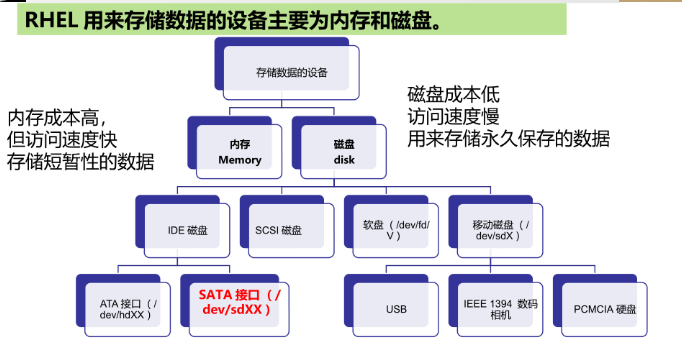 RHEL 用来存储数据的设备主要为内存和磁盘。
存储数据的设备
内存成本高，
但访问速度快
存储短暂性的数据
磁盘成本低
访问速度慢
用来存储永久保存的数据
内存
Memory
磁盘
disk
IDE 磁盘
SCSI 磁盘
软盘（/dev/fd/
V）
移动磁盘（/
dev/sdX）
ATA 接口（/
dev/hdXX）
SATA 接口（/
dev/sdXX）
USB
IEEE 1394 数码
相机
PCMCIA 硬盘